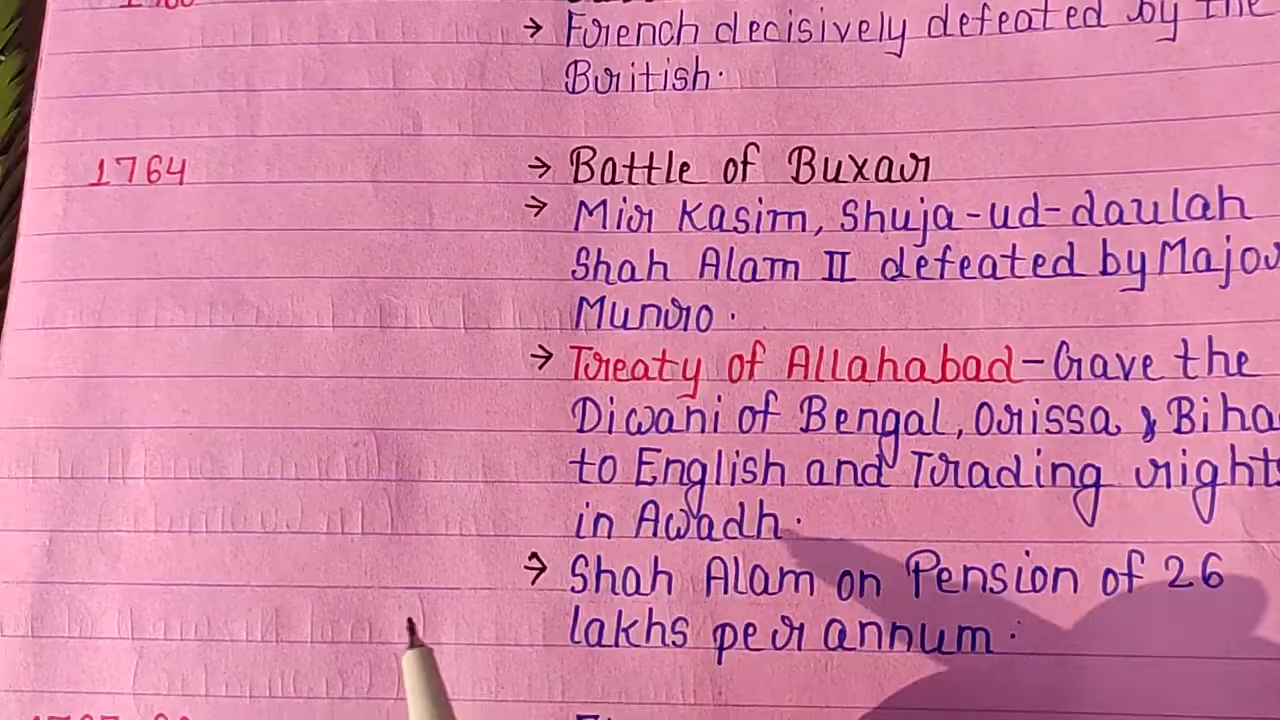 → French decisively defeated by the
British.
1764 → Battle of Buxar
→ Mir Kasim, Shuja-ud-daulah
Shah Alam II defeated by Major
Munro.
→ Treaty of Allahabad - Gave the
Diwani of Bengal, Orissa & Biha
to English and Trading right
in Awadh.
→ Shah Alam on Pension of 26
lakhs per annum.